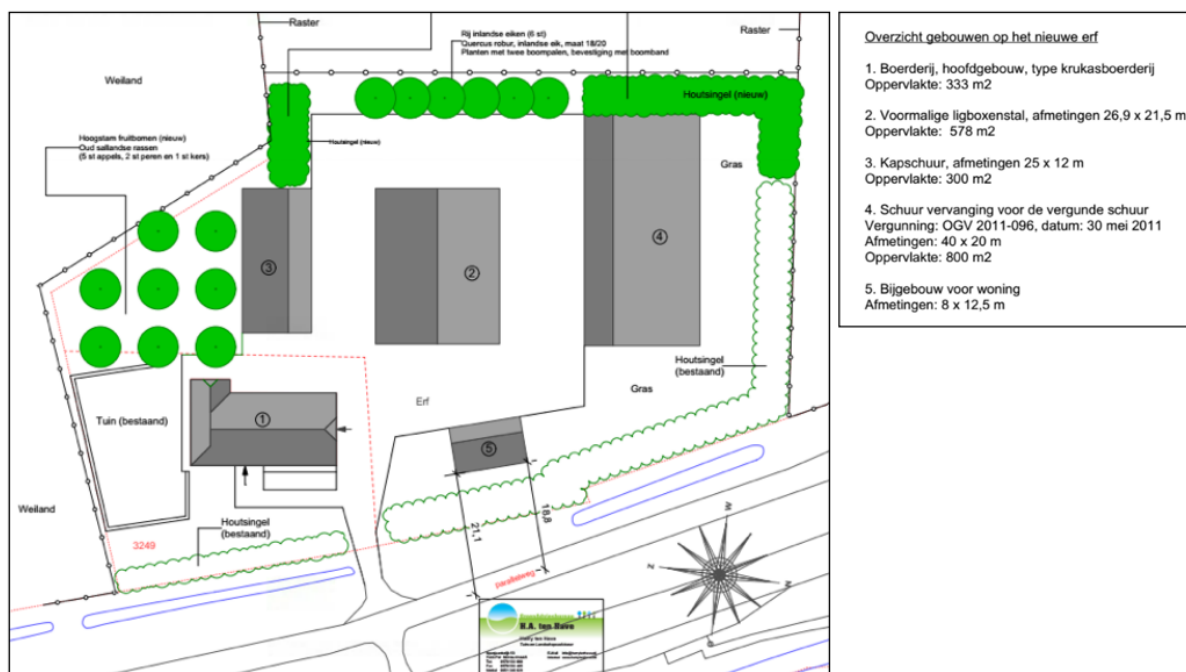 Raster
Rij inlandse eiken (6 st)
Quercus robur, inlandse eik, maat 18/20
Planten met twee boompalen, bevestiging met boomband
Raster
Weiland
Houtsingel (nieuw)
Hoogstam fruitbomen (nieuw)
Oud sallandse rassen
(5 st appels, 2 st peren en 1 st kers)
Houtsingel (nieuw)
Gras
4
3
2
Houtsingel
(bestaand)
Gras
Tuin (bestaand)
1
Erf
5
Weiland
Houtsingel
(bestaand)
3249
21,1
18,8
H.A. ten Have
Overzicht gebouwen op het nieuwe erf
1. Boerderij, hoofdgebouw, type krukasboerderij
Oppervlakte: 333 m2
2. Voormalige ligboxenstal, afmetingen 26,9 x 21,5 m
Oppervlakte: 578 m2
3. Kapschuur, afmetingen 25 x 12 m
Oppervlakte: 300 m2
4. Schuur vervanging voor de vergunde schuur
Vergunning: OGV 2011-096, datum: 30 mei 2011
Afmetingen: 40 x 20 m
Oppervlakte: 800 m2
5. Bijgebouw voor woning
Afmetingen: 8 x 12,5 m